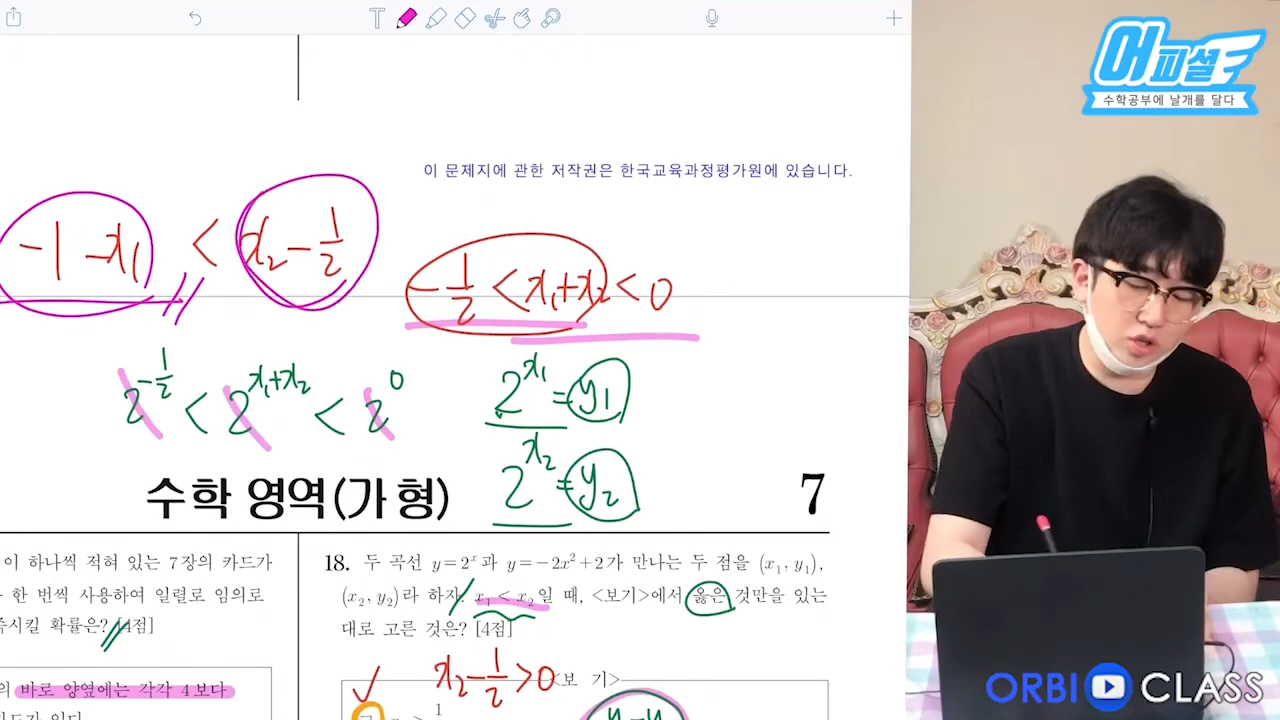 어피셜
수학공부에 날개를 달다
이 문제지에 관한 저작권은 한국교육과정평가원에 있습니다.
-1-x₁ < x₂-1/2
-1/2 < x₁+x₂ < 0
2^(-1/2) < 2^(x₁+x₂) < 2^0
2^(x₁) = y₁
2^(x₂) = y₂
수학 영역(가형)
7
이 하나씩 적혀 있는 7장의 카드가
한 번씩 사용하여 일렬로 임의로
확률은? [4점]
바로 양옆에는 각각 4보다
18. 두 곡선 y=2^x과 y=-2x²+2가 만나는 두 점을 (x₁, y₁),
(x₂, y₂)라 하자. x₁<x₂일 때, <보기>에서 옳은 것만을 있는
대로 고른 것은? [4점]
x₂-1/2>0
<보 기>
ORBI CLASS